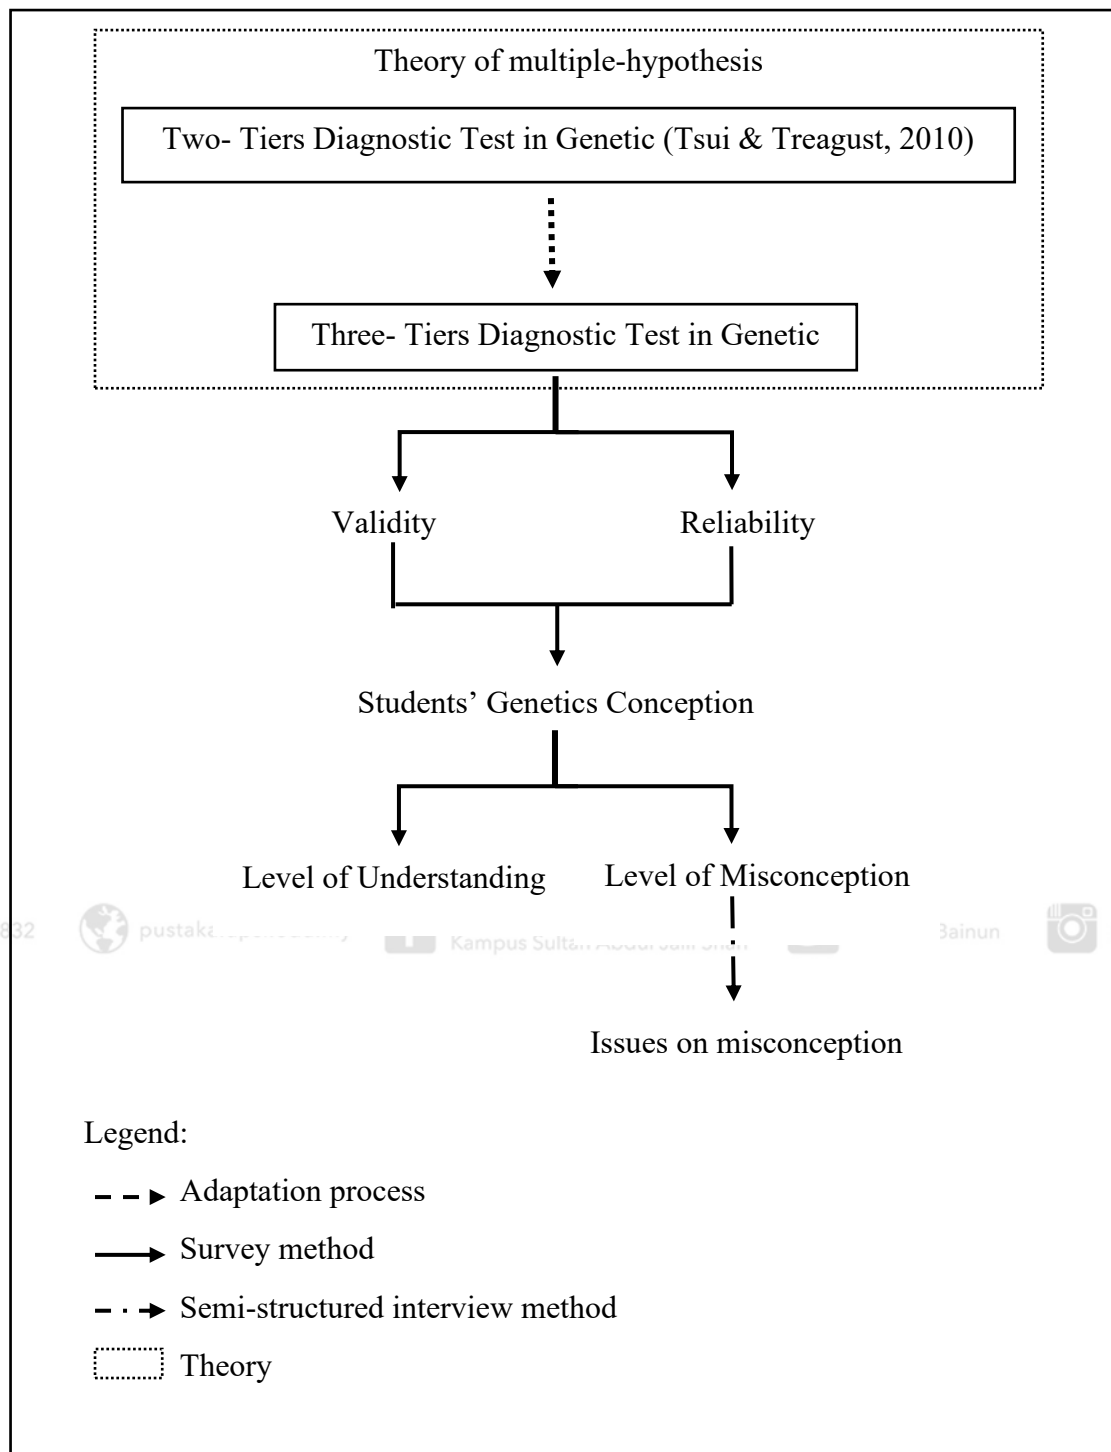 Theory of multiple-hypothesis
Two- Tiers Diagnostic Test in Genetic (Tsui & Treagust, 2010)
Three- Tiers Diagnostic Test in Genetic
Validity
Reliability
Students’ Genetics Conception
Level of Understanding
Level of Misconception
832
Kampus Sultan Abdul Jalil Shah
Bainun
Issues on misconception
Legend:
Adaptation process
Survey method
Semi-structured interview method
Theory